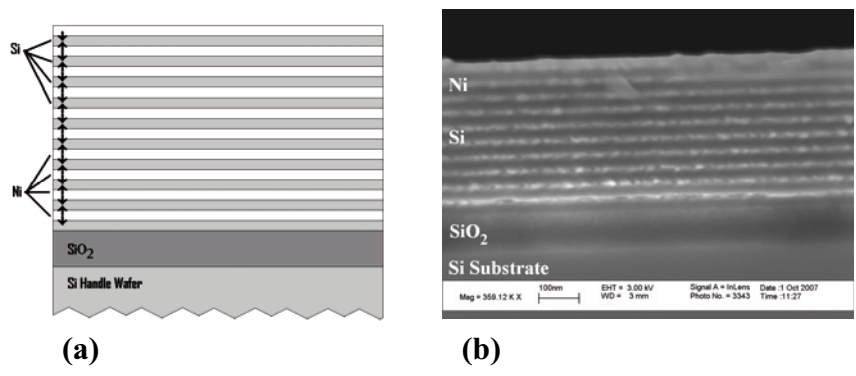 Si
Ni
SiO2
Si Handle Wafer
(a)
Ni
Si
SiO2
Si Substrate
Mag = 359.12 K X
100nm
EHT = 3.00 kV
WD = 3 mm
Signal A = InLens
Photo No. = 3343
Date :1 Oct 2007
Time :11:27
(b)